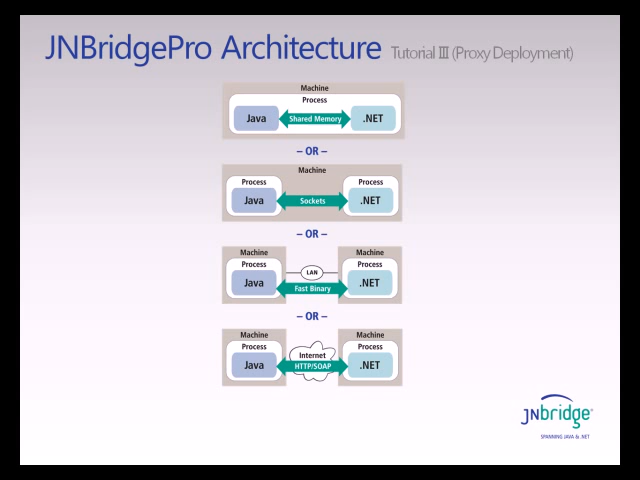 JNBridgePro Architecture Tutorial III (Proxy Deployment)
Machine
Process
Java Shared Memory .NET
– OR –
Machine
Process Process
Java Sockets .NET
– OR –
Machine Machine
Process LAN Process
Java Fast Binary .NET
– OR –
Machine Machine
Process Internet Process
Java HTTP/SOAP .NET
JNbridge®
SPANNING JAVA & .NET